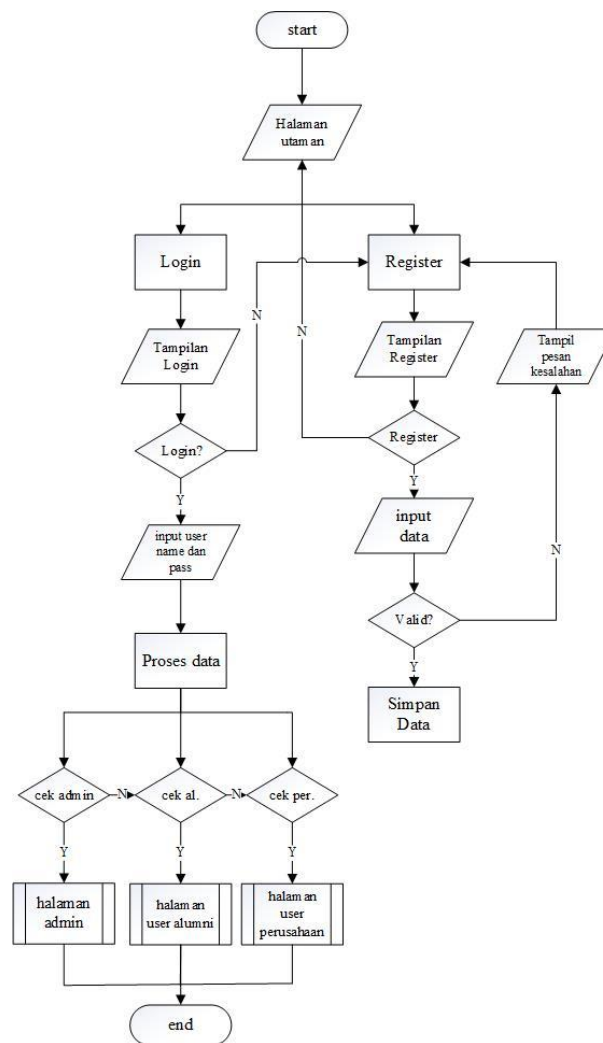 start
Halaman
utaman
Login
Register
N
N
Tampilan
Login
Tampilan
Register
Tampil
pesan
kesalahan
Login?
Register
Y
Y
input user
name dan
pass
input
data
N
Valid?
Y
Proses data
Simpan
Data
cek admin
N
cek al.
N
cek per.
Y
Y
Y
halaman
admin
halaman
user alumni
halaman
user
perusahaan
end